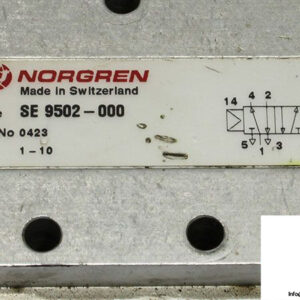 NORGREN
Made in Switzerland
e SE 9502-000
No 0423
1-10
14 4 2
5 1 3